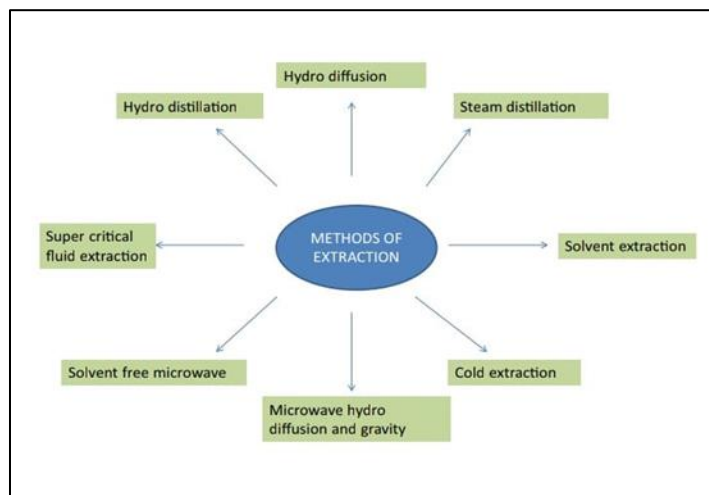 Hydro diffusion
Hydro distillation
Steam distillation
METHODS OF
EXTRACTION
Super critical
fluid extraction
Solvent extraction
Solvent free microwave
Cold extraction
Microwave hydro
diffusion and gravity